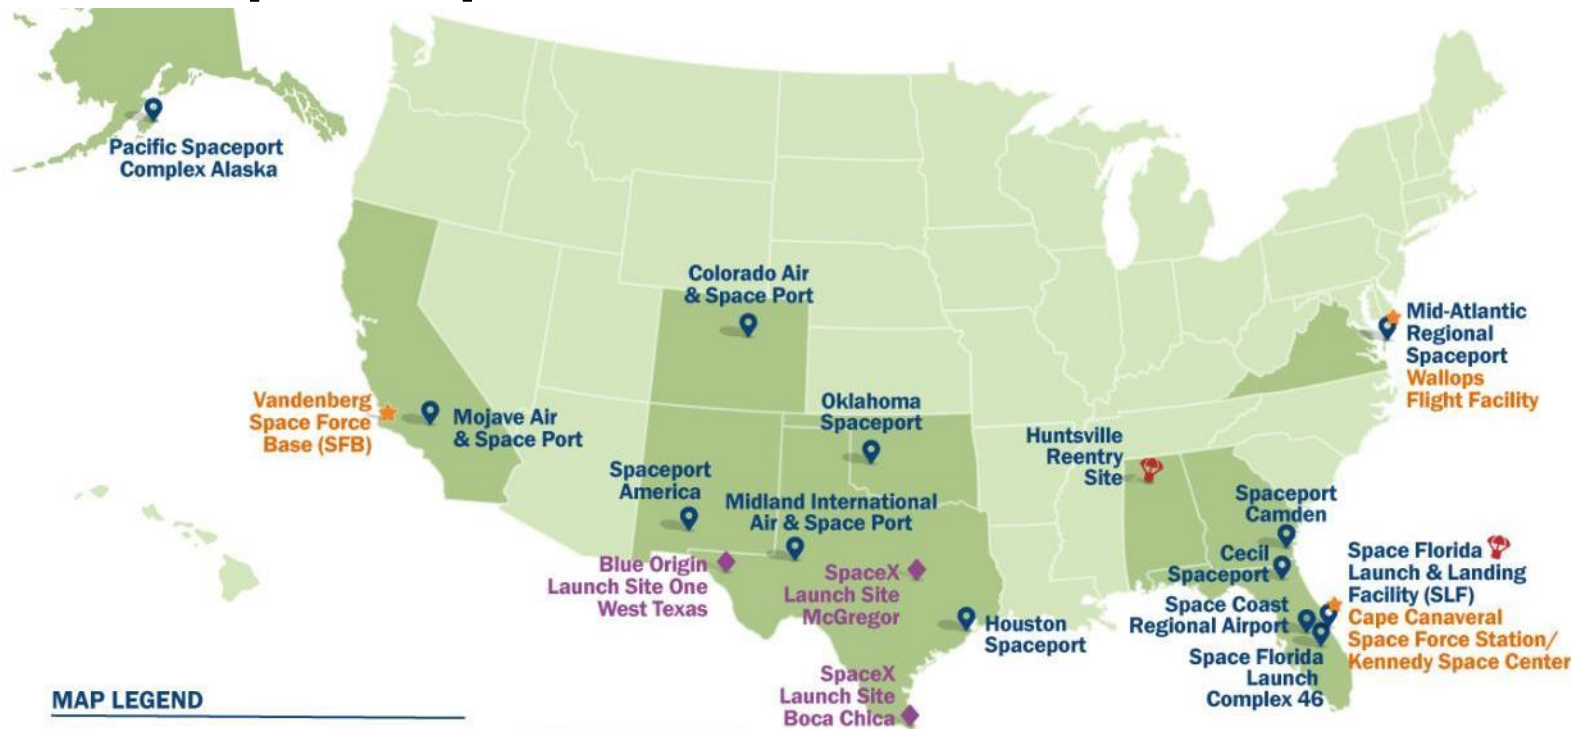 Pacific Spaceport
Complex Alaska
Colorado Air
& Space Port
Mid-Atlantic
Regional
Spaceport
Wallops
Flight Facility
Vandenberg
Space Force
Base (SFB)
Mojave Air
& Space Port
Oklahoma
Spaceport
Huntsville
Reentry
Site
Spaceport
America
Midland International
Air & Space Port
Spaceport
Camden
Blue Origin
Launch Site One
West Texas
SpaceX
Launch Site
McGregor
Cecil
Spaceport
Space Florida
Launch & Landing
Facility (SLF)
Cape Canaveral
Space Force Station/
Kennedy Space Center
Space Coast
Regional Airport
Houston
Spaceport
Space Florida
Launch
Complex 46
SpaceX
Launch Site
Boca Chica
MAP LEGEND